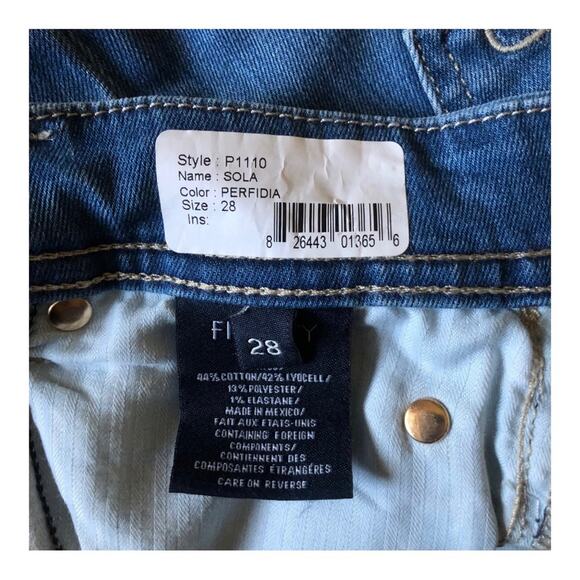 Style : P1110
Name : SOLA
Color : PERFIDIA
Size : 28
Ins:
8 26443 01365 6
28
44% COTTON/42% LYOCELL/
13% POLYESTER/
1% ELASTANE/
MADE IN MEXICO/
FAIT AUX ETATS-UNIS
CONTAINING FOREIGN
COMPONENTS/
CONTIENNENT DES
COMPOSANTES ÉTRANGÉRES
CARE ON REVERSE